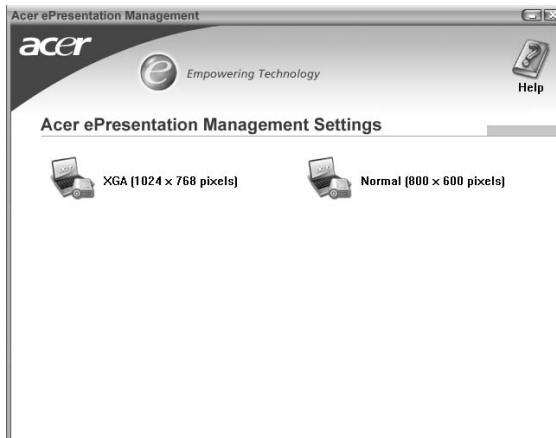 Acer ePresentation Management
acer
e Empowering Technology
Help
Acer ePresentation Management Settings
XGA (1024 x 768 pixels)
Normal (800 x 600 pixels)